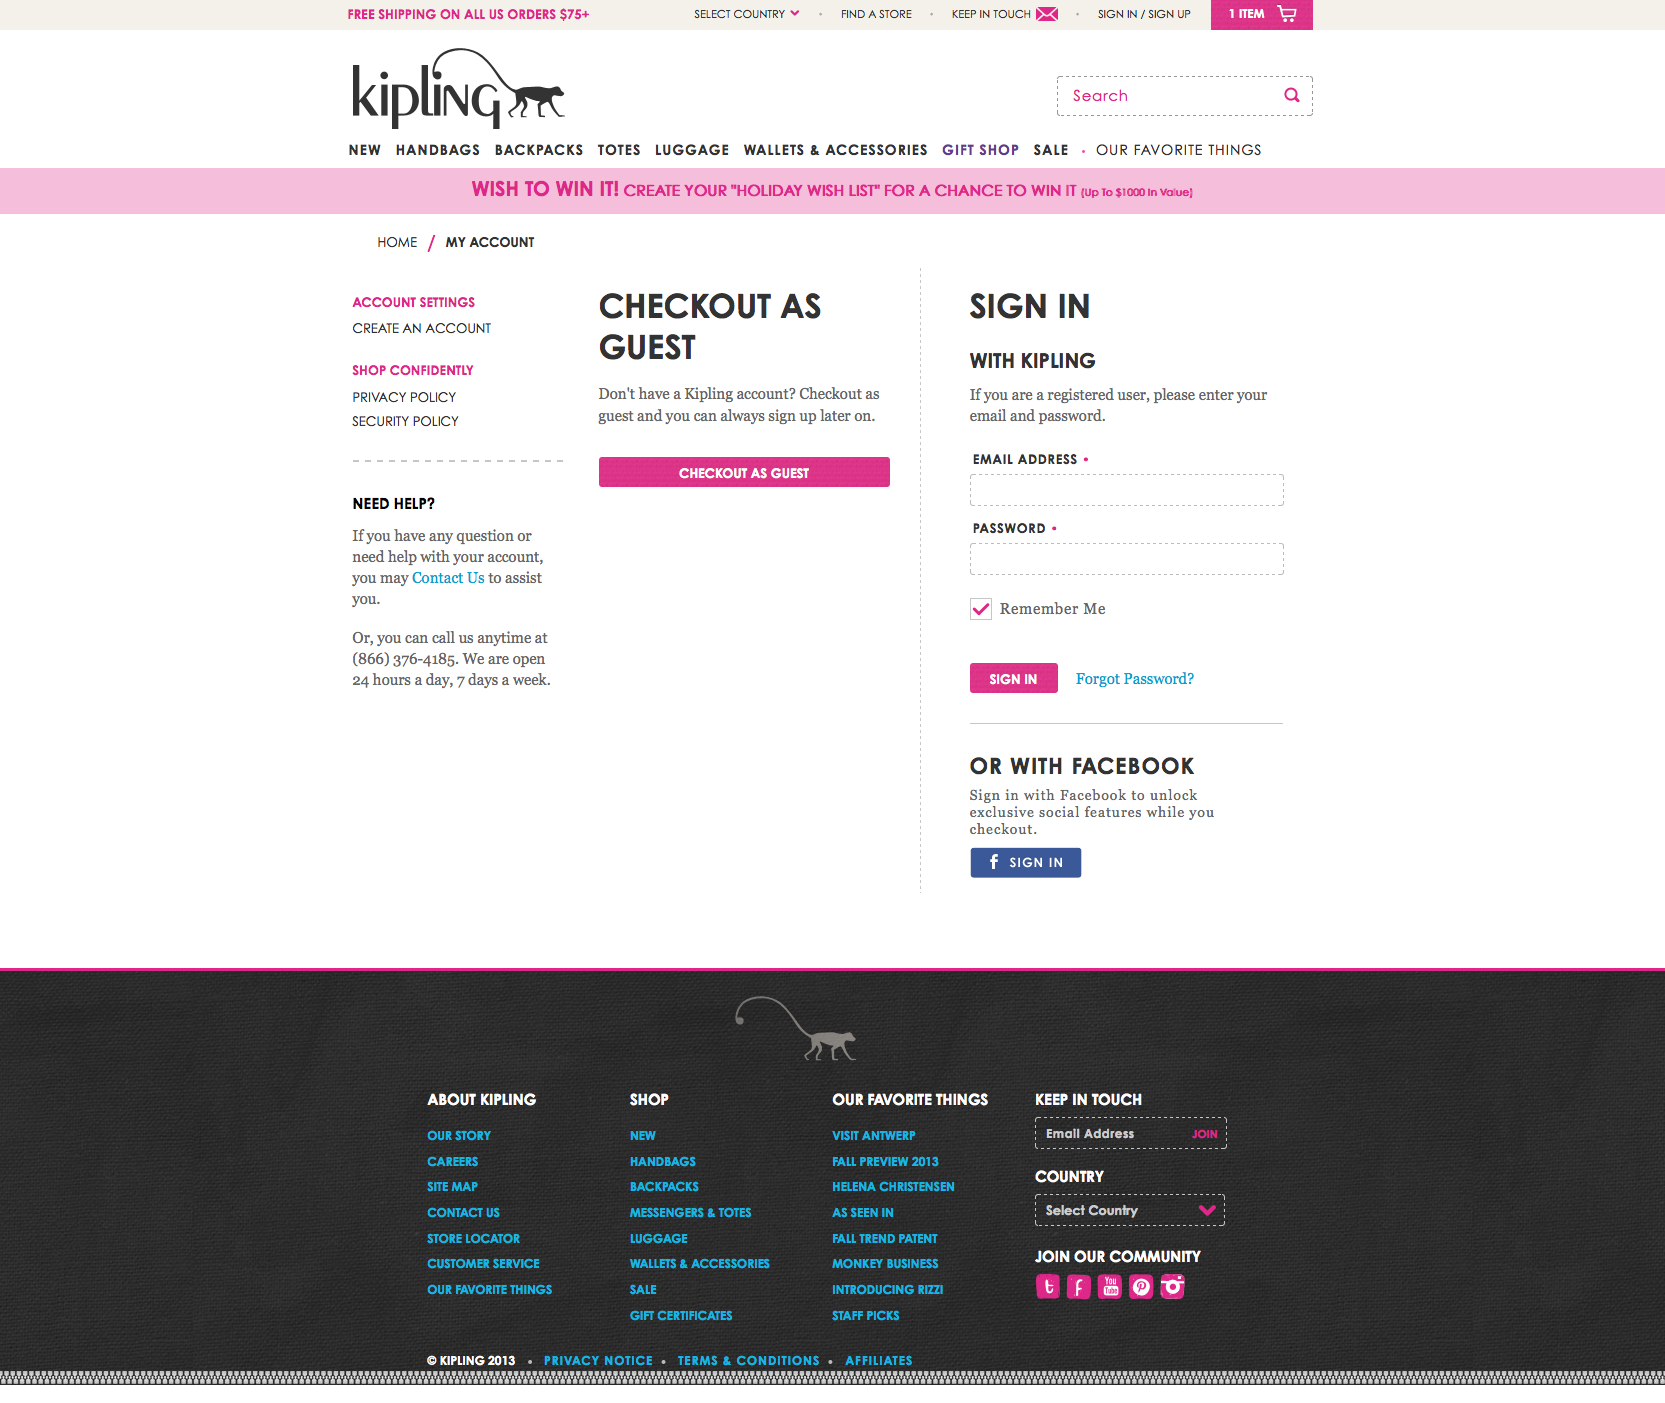 FREE SHIPPING ON ALL US ORDERS $75+
SELECT COUNTRY • FIND A STORE • KEEP IN TOUCH • SIGN IN / SIGN UP 1 ITEM
kipling
Search
NEW HANDBAGS BACKPACKS TOTES LUGGAGE WALLETS & ACCESSORIES GIFT SHOP SALE • OUR FAVORITE THINGS
WISH TO WIN IT! CREATE YOUR "HOLIDAY WISH LIST" FOR A CHANCE TO WIN IT (Up To $1000 In Value)
HOME / MY ACCOUNT
ACCOUNT SETTINGS
CREATE AN ACCOUNT
SHOP CONFIDENTLY
PRIVACY POLICY
SECURITY POLICY
NEED HELP?
If you have any question or
need help with your account,
you may Contact Us to assist
you.
Or, you can call us anytime at
(866) 376-4185. We are open
24 hours a day, 7 days a week.
CHECKOUT AS
GUEST
Don't have a Kipling account? Checkout as
guest and you can always sign up later on.
CHECKOUT AS GUEST
SIGN IN
WITH KIPLING
If you are a registered user, please enter your
email and password.
EMAIL ADDRESS •
PASSWORD •
Remember Me
SIGN IN Forgot Password?
OR WITH FACEBOOK
Sign in with Facebook to unlock
exclusive social features while you
checkout.
f SIGN IN
ABOUT KIPLING
OUR STORY
CAREERS
SITE MAP
CONTACT US
STORE LOCATOR
CUSTOMER SERVICE
OUR FAVORITE THINGS
SHOP
NEW
HANDBAGS
BACKPACKS
MESSENGERS & TOTES
LUGGAGE
WALLETS & ACCESSORIES
SALE
GIFT CERTIFICATES
OUR FAVORITE THINGS
VISIT ANTWERP
FALL PREVIEW 2013
HELENA CHRISTENSEN
AS SEEN IN
FALL TREND PATENT
MONKEY BUSINESS
INTRODUCING RIZZI
STAFF PICKS
KEEP IN TOUCH
Email Address JOIN
COUNTRY
Select Country
JOIN OUR COMMUNITY
t f You Tube P
© KIPLING 2013 • PRIVACY NOTICE • TERMS & CONDITIONS • AFFILIATES